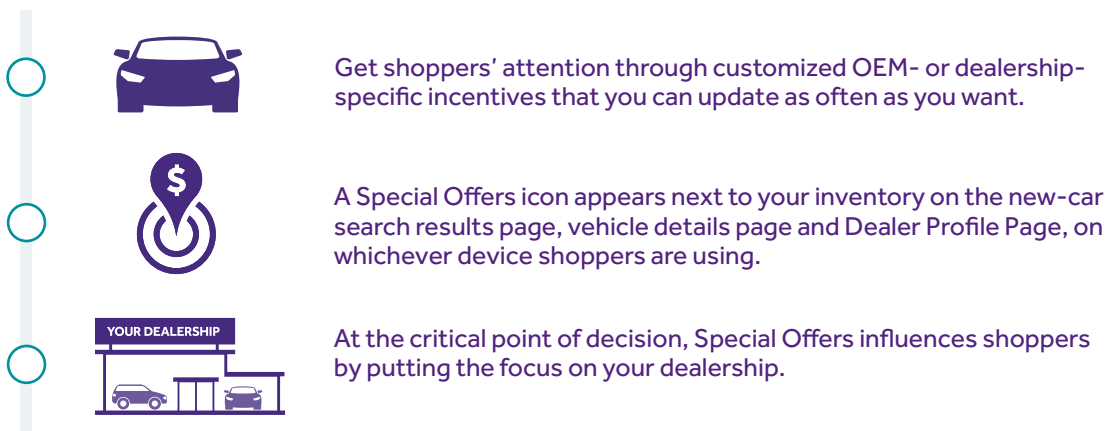 Get shoppers’ attention through customized OEM- or dealership-
specific incentives that you can update as often as you want.
$
A Special Offers icon appears next to your inventory on the new-car
search results page, vehicle details page and Dealer Profile Page, on
whichever device shoppers are using.
YOUR DEALERSHIP
At the critical point of decision, Special Offers influences shoppers
by putting the focus on your dealership.